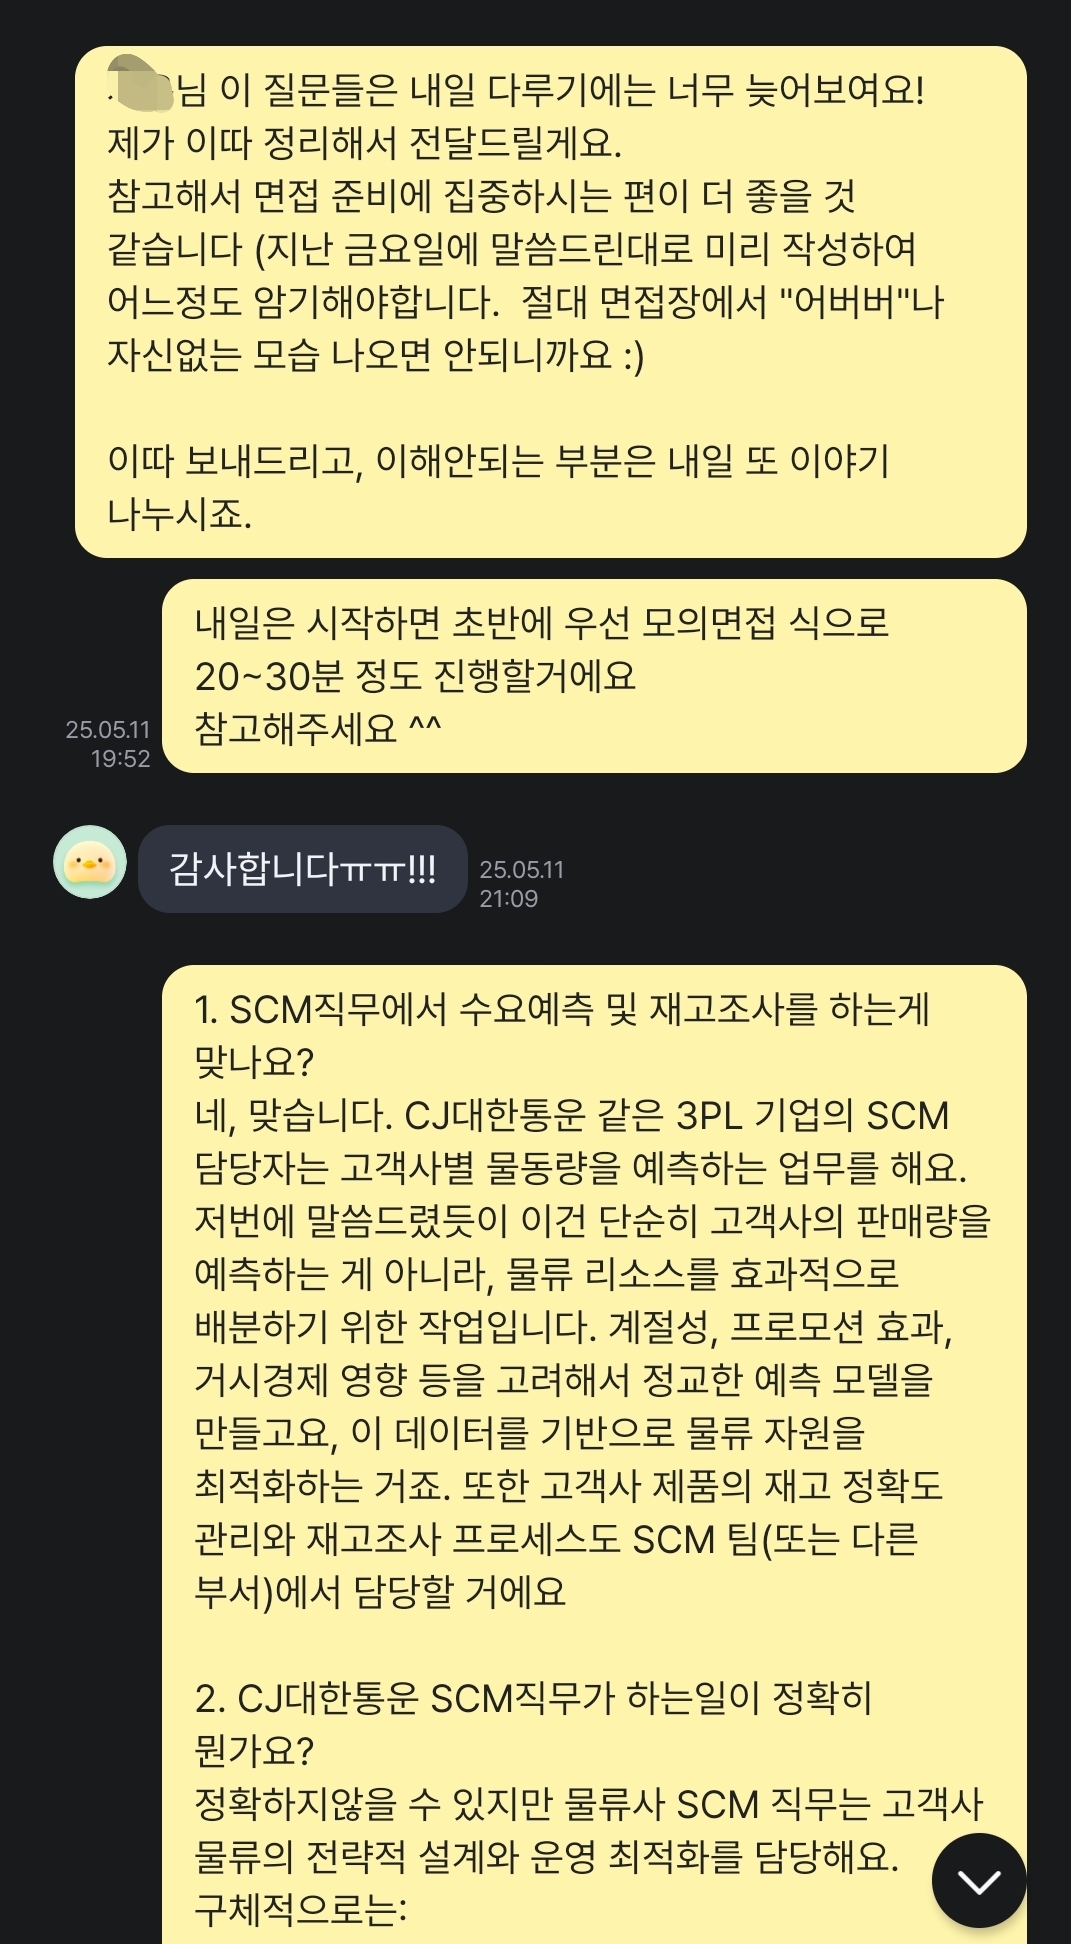 님 이 질문들은 내일 다루기에는 너무 늦어보여요!
제가 이따 정리해서 전달드릴게요.
참고해서 면접 준비에 집중하시는 편이 더 좋을 것
같습니다 (지난 금요일에 말씀드린대로 미리 작성하여
어느정도 암기해야합니다.  절대 면접장에서 "어버버"나
자신없는 모습 나오면 안되니까요 :)
이따 보내드리고, 이해안되는 부분은 내일 또 이야기
나누시죠.
내일은 시작하면 초반에 우선 모의면접 식으로
20~30분 정도 진행할거에요
참고해주세요 ^^
25.05.11
19:52
감사합니다ㅠㅠ!!!
25.05.11
21:09
1. SCM직무에서 수요예측 및 재고조사를 하는게
맞나요?
네, 맞습니다. CJ대한통운 같은 3PL 기업의 SCM
담당자는 고객사별 물동량을 예측하는 업무를 해요.
저번에 말씀드렸듯이 이건 단순히 고객사의 판매량을
예측하는 게 아니라, 물류 리소스를 효과적으로
배분하기 위한 작업입니다. 계절성, 프로모션 효과,
거시경제 영향 등을 고려해서 정교한 예측 모델을
만들고요, 이 데이터를 기반으로 물류 자원을
최적화하는 거죠. 또한 고객사 제품의 재고 정확도
관리와 재고조사 프로세스도 SCM 팀(또는 다른
부서)에서 담당할 거에요
2. CJ대한통운 SCM직무가 하는일이 정확히
뭔가요?
정확하지않을 수 있지만 물류사 SCM 직무는 고객사
물류의 전략적 설계와 운영 최적화를 담당해요.
구체적으로는: